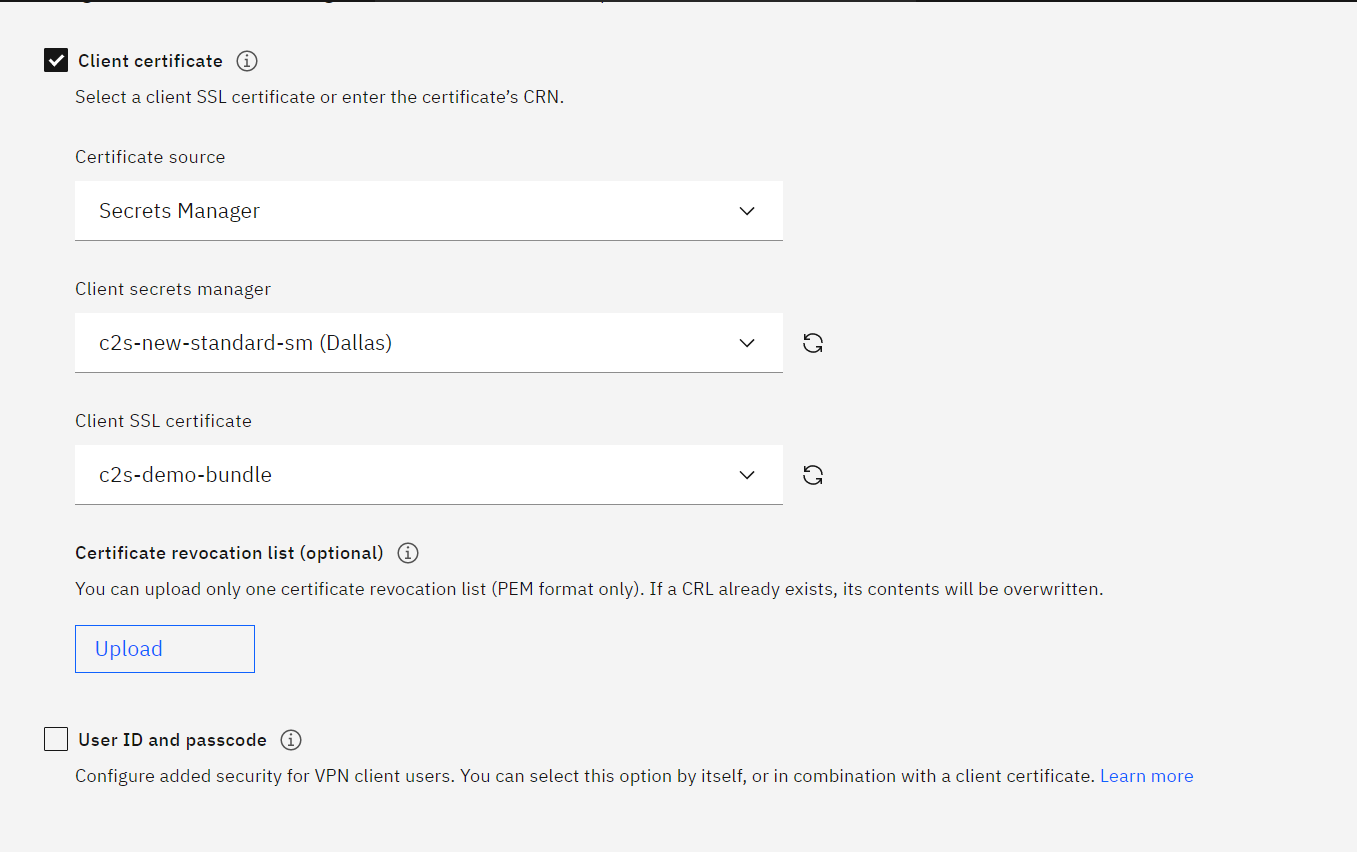 Client certificate
Select a client SSL certificate or enter the certificate’s CRN.
Certificate source
Secrets Manager
Client secrets manager
c2s-new-standard-sm (Dallas)
Client SSL certificate
c2s-demo-bundle
Certificate revocation list (optional)
You can upload only one certificate revocation list (PEM format only). If a CRL already exists, its contents will be overwritten.
Upload
User ID and passcode
Configure added security for VPN client users. You can select this option by itself, or in combination with a client certificate. Learn more